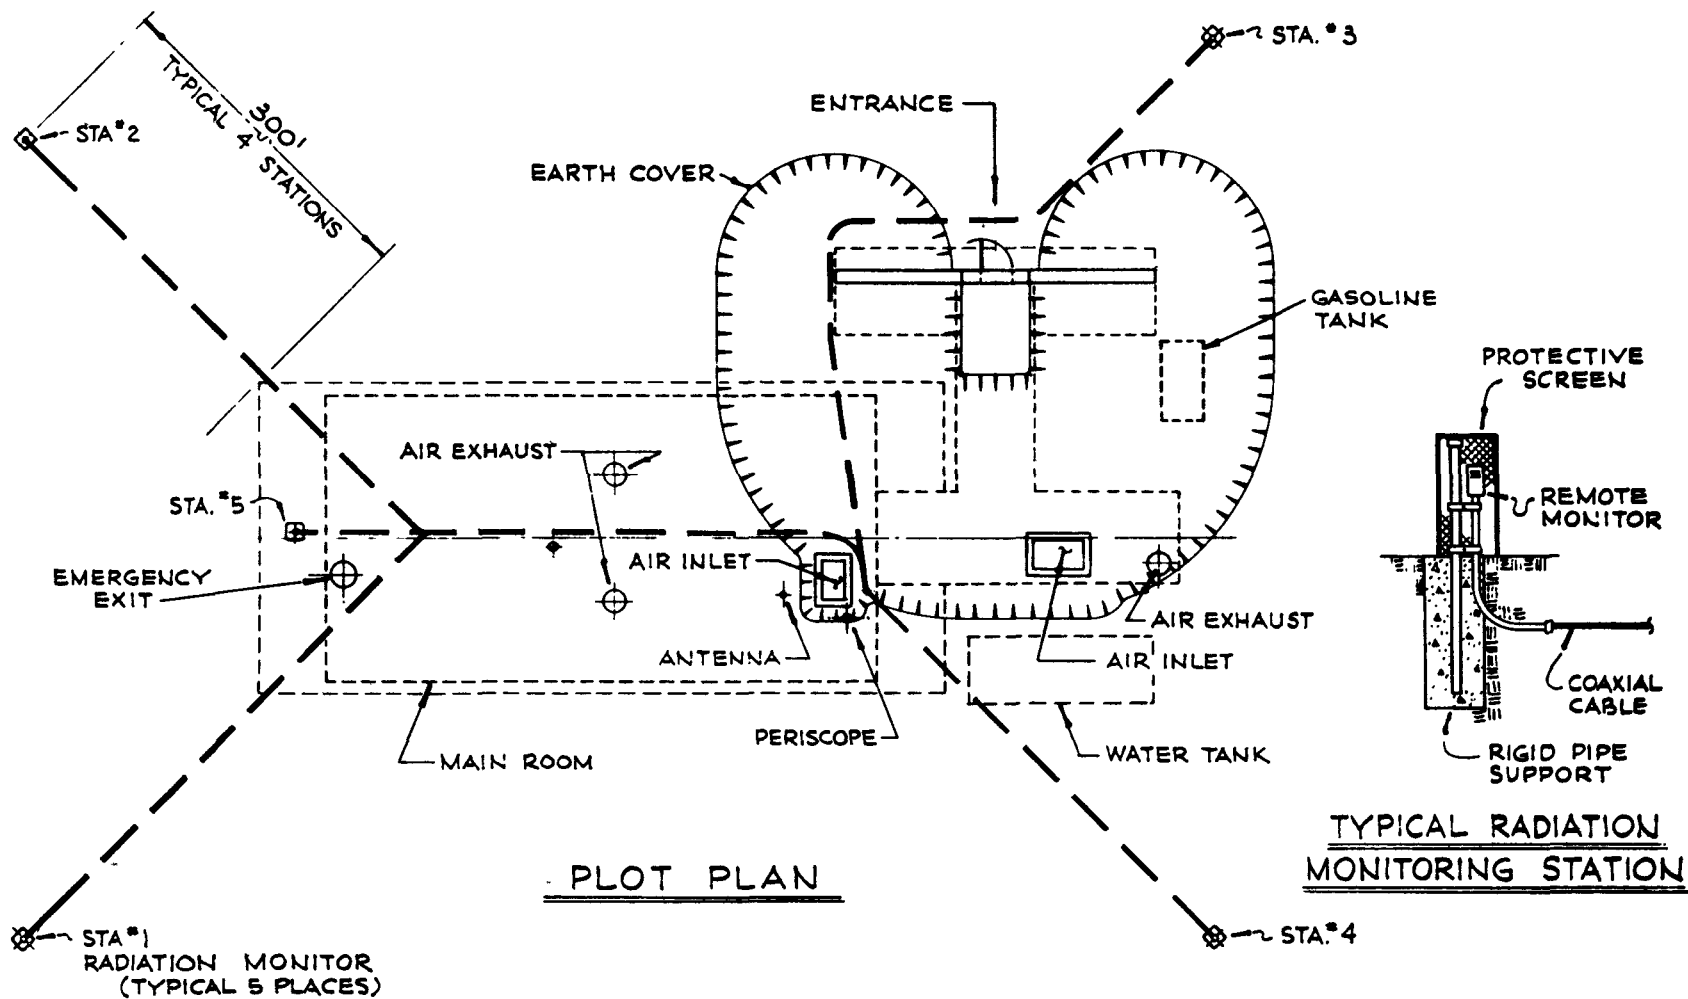 STA.#3
ENTRANCE
STA#2
300'
TYPICAL 4 STATIONS
EARTH COVER
GASOLINE
TANK
PROTECTIVE
SCREEN
AIR EXHAUST
STA.#5
REMOTE
MONITOR
AIR INLET
EMERGENCY
EXIT
AIR EXHAUST
ANTENNA
AIR INLET
COAXIAL
CABLE
PERISCOPE
MAIN ROOM
WATER TANK
RIGID PIPE
SUPPORT
TYPICAL RADIATION
MONITORING STATION
PLOT PLAN
STA#1
RADIATION MONITOR
(TYPICAL 5 PLACES)
STA.#4